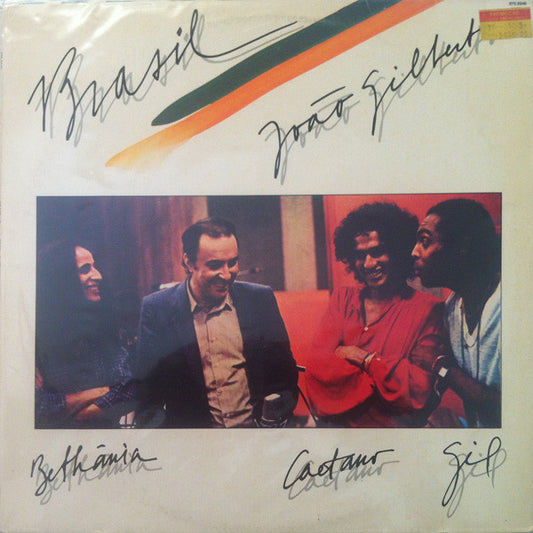 Brasil
João Gilberto
Bethânia
Caetano
Gil